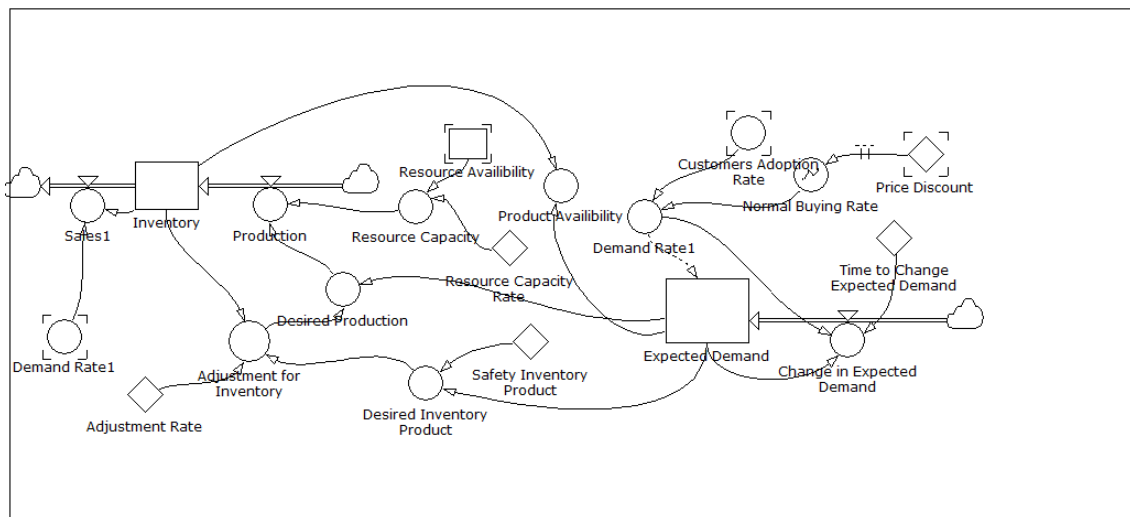 Resource Availibility
Customers Adoption
Rate
Price Discount
Sales1
Inventory
Production
Resource Capacity
Product Availibility
Normal Buying Rate
Demand Rate1
Resource Capacity
Rate
Time to Change
Expected Demand
Desired Production
Demand Rate1
Adjustment for
Inventory
Safety Inventory
Product
Expected Demand
Change in Expected
Demand
Adjustment Rate
Desired Inventory
Product